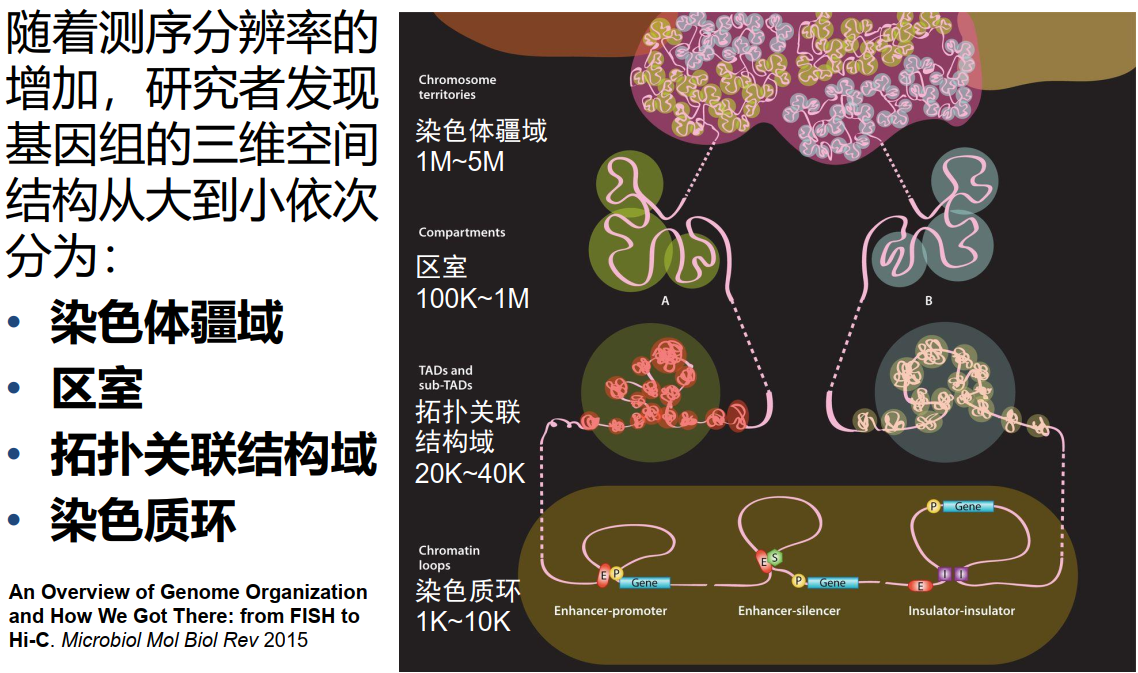 随着测序分辨率的
增加，研究者发现
基因组的三维空间
结构从大到小依次
分为：
• 染色体疆域
• 区室
• 拓扑关联结构域
• 染色质环
An Overview of Genome Organization
and How We Got There: from FISH to
Hi-C. Microbiol Mol Biol Rev 2015
Chromosome
territories
染色体疆域
1M~5M
Compartments
区室
100K~1M
A
B
TADs and
sub-TADs
拓扑关联
结构域
20K~40K
Chromatin
loops
染色质环
1K~10K
E P Gene
Enhancer-promoter
E S
P Gene
Enhancer-silencer
P Gene
I I
E
Insulator-insulator